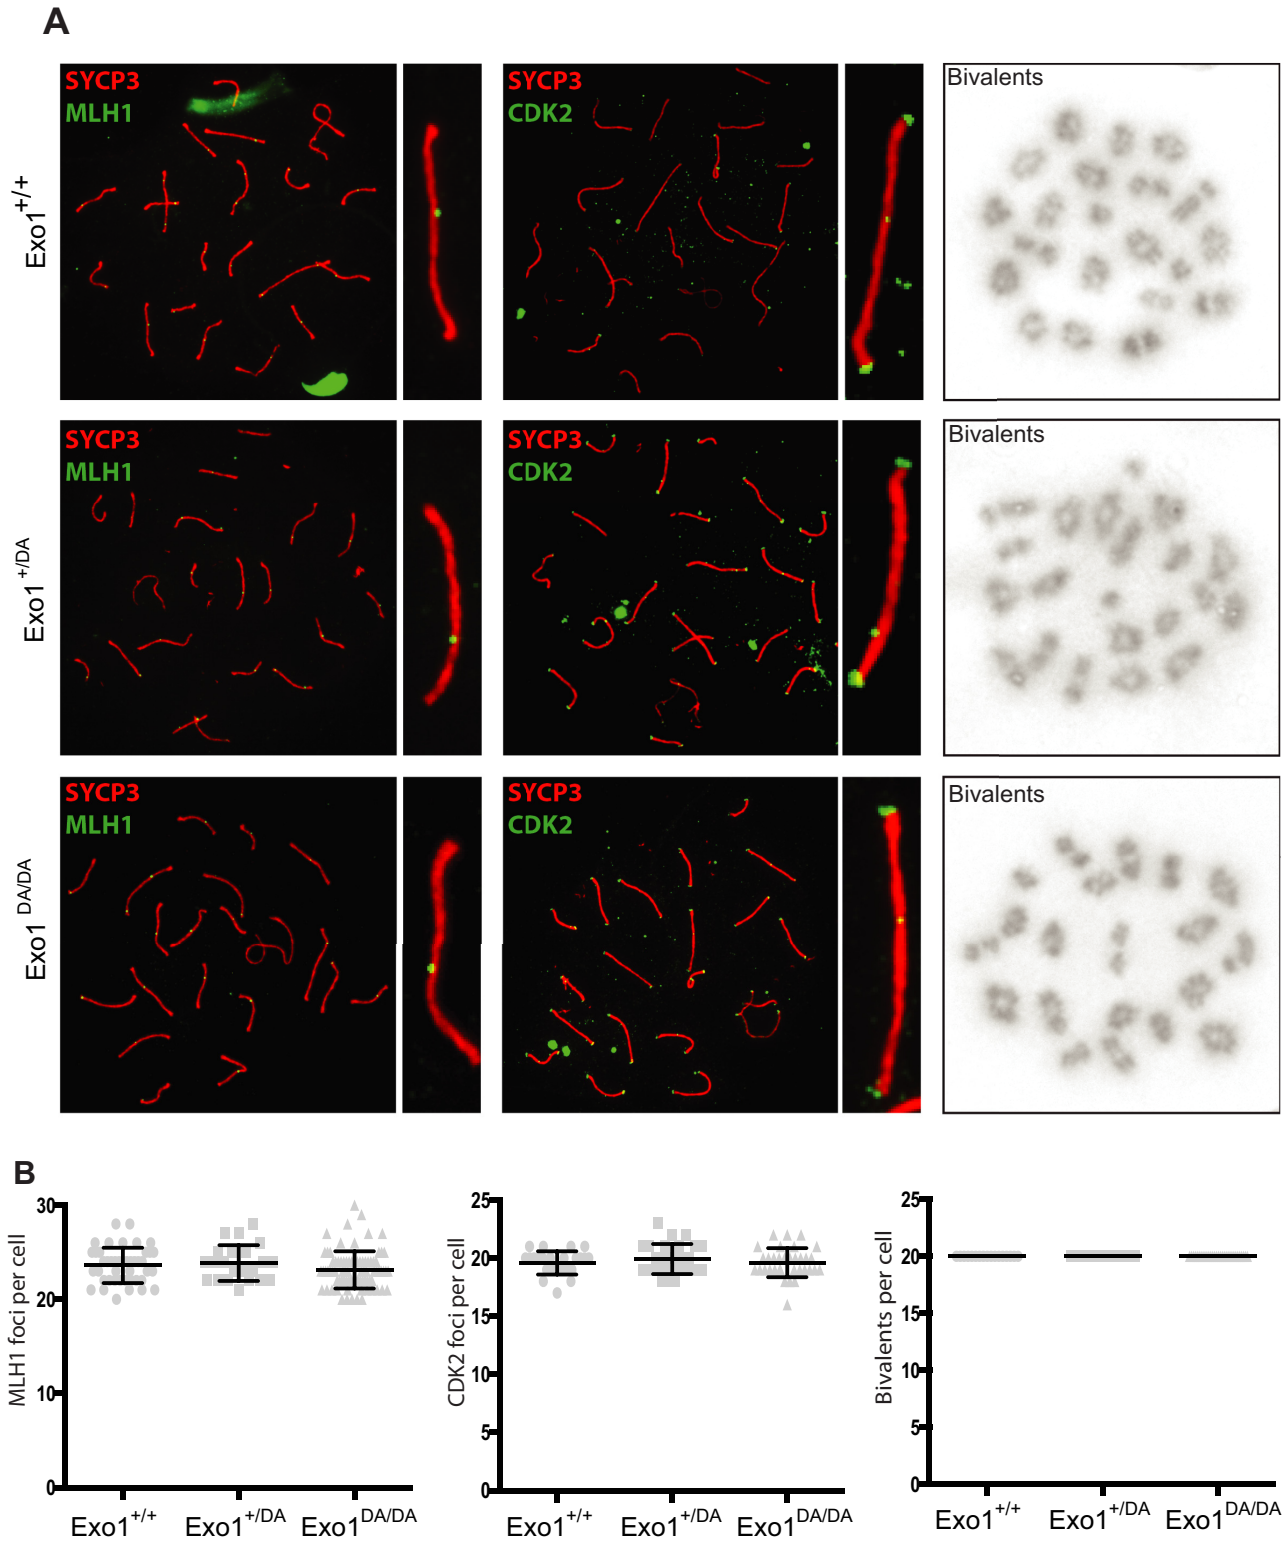 A
Exo1+/+
SYCP3
MLH1
SYCP3
CDK2
Bivalents
Exo1+/DA
SYCP3
MLH1
SYCP3
CDK2
Bivalents
Exo1DA/DA
SYCP3
MLH1
SYCP3
CDK2
Bivalents
B
MLH1 foci per cell
30
20
10
0
Exo1+/+ Exo1+/DA Exo1DA/DA
CDK2 foci per cell
25
20
15
10
5
0
Exo1+/+ Exo1+/DA Exo1DA/DA
Bivalents per cell
25
20
15
10
5
0
Exo1+/+ Exo1+/DA Exo1DA/DA